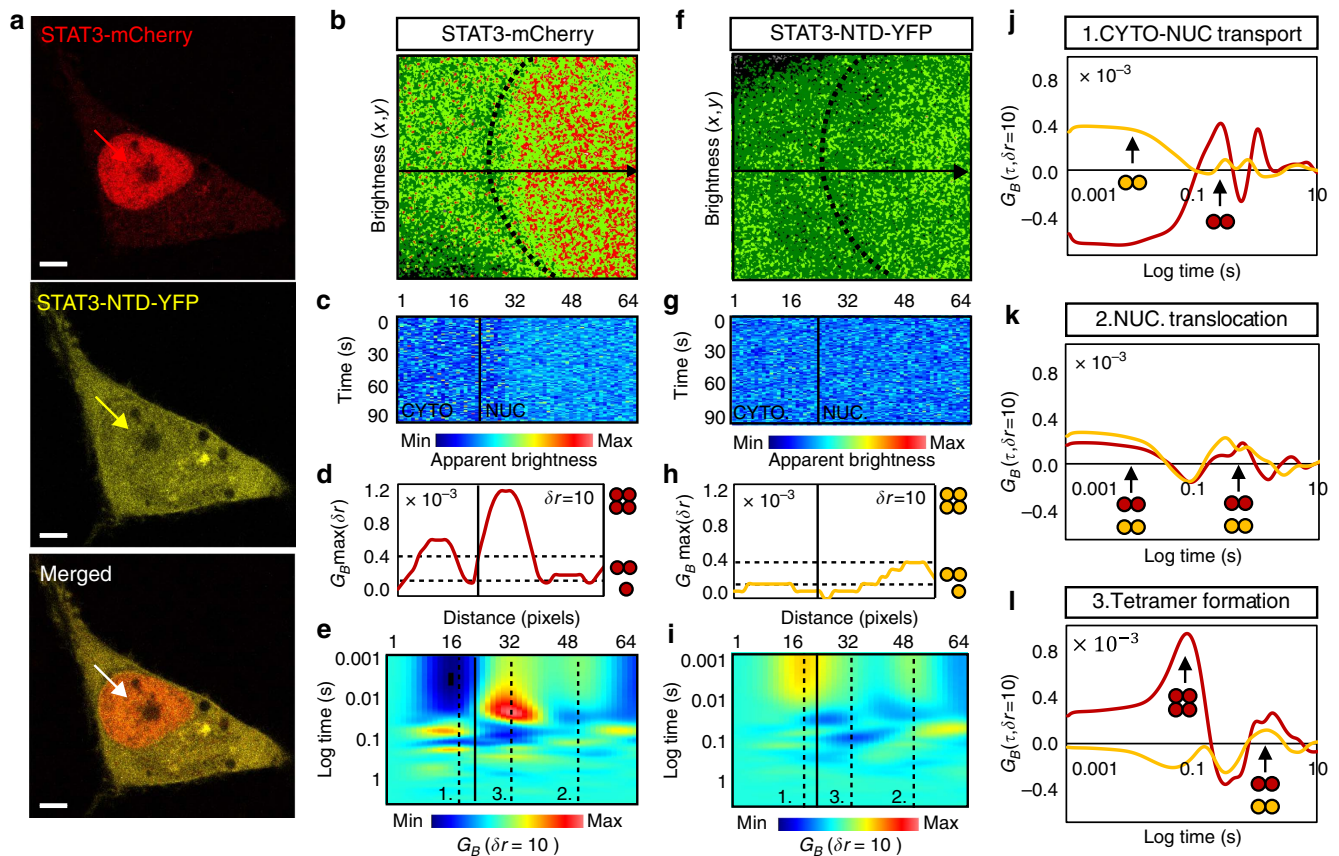 a
STAT3-mCherry
STAT3-NTD-YFP
Merged
b
STAT3-mCherry
Brightness (x,y)
1 16 32 48 64
c
Time (s)
0
30
60
90
CYTO NUC
Min Max
Apparent brightness
d
G_B max(δr)
1.2
0.8
0.4
0.0
× 10⁻³
δr=10
Distance (pixels)
e
1 16 32 48 64
Log time (s)
0.001
0.01
0.1
1
1. 3. 2.
Min Max
G_B (δr = 10 )
f
STAT3-NTD-YFP
Brightness (x,y)
1 16 32 48 64
g
Time (s)
0
30
60
90
CYTO. NUC
Min Max
Apparent brightness
h
G_B max(δr)
1.2
0.8
0.4
0.0
× 10⁻³
δr=10
Distance (pixels)
i
1 16 32 48 64
Log time (s)
0.001
0.01
0.1
1
1. 3. 2.
Min Max
G_B (δr = 10 )
j
1.CYTO-NUC transport
G_B (τ,δr=10)
× 10⁻³
0.8
0.4
0.0
−0.4
0.001 0.1 10
Log time (s)
k
2.NUC. translocation
G_B (τ,δr=10)
× 10⁻³
0.8
0.4
0.0
−0.4
0.001 0.1 10
Log time (s)
l
3.Tetramer formation
G_B (τ,δr=10)
× 10⁻³
0.8
0.4
0.0
−0.4
0.001 0.1 10
Log time (s)